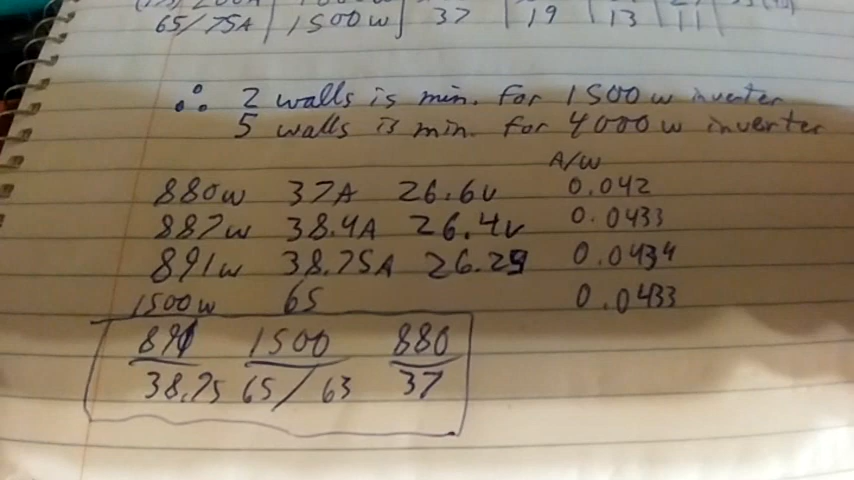 65/75A | 1500w | 37 | 19 | 13 | 11 |
∴ 2 walls is min. for 1500w inverter
5 walls is min. for 4000w inverter
A/W
880w 37A 26.6v 0.042
887w 38.4A 26.4v 0.0433
891w 38.75A 26.29 0.0434
1500w 65 0.0433
891 1500 880
38.75 65/63 37